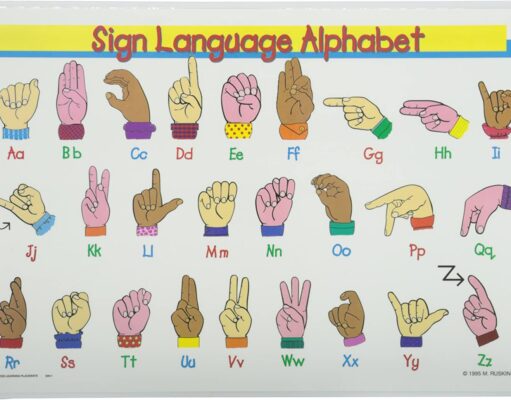 Sign Language Alphabet
Aa Bb Cc Dd Ee Ff Gg Hh Ii
Jj Kk Ll Mm Nn Oo Pp Qq
Z
Rr Ss Tt Uu Vv Ww Xx Yy Zz
© 1995 M. RUSKIN